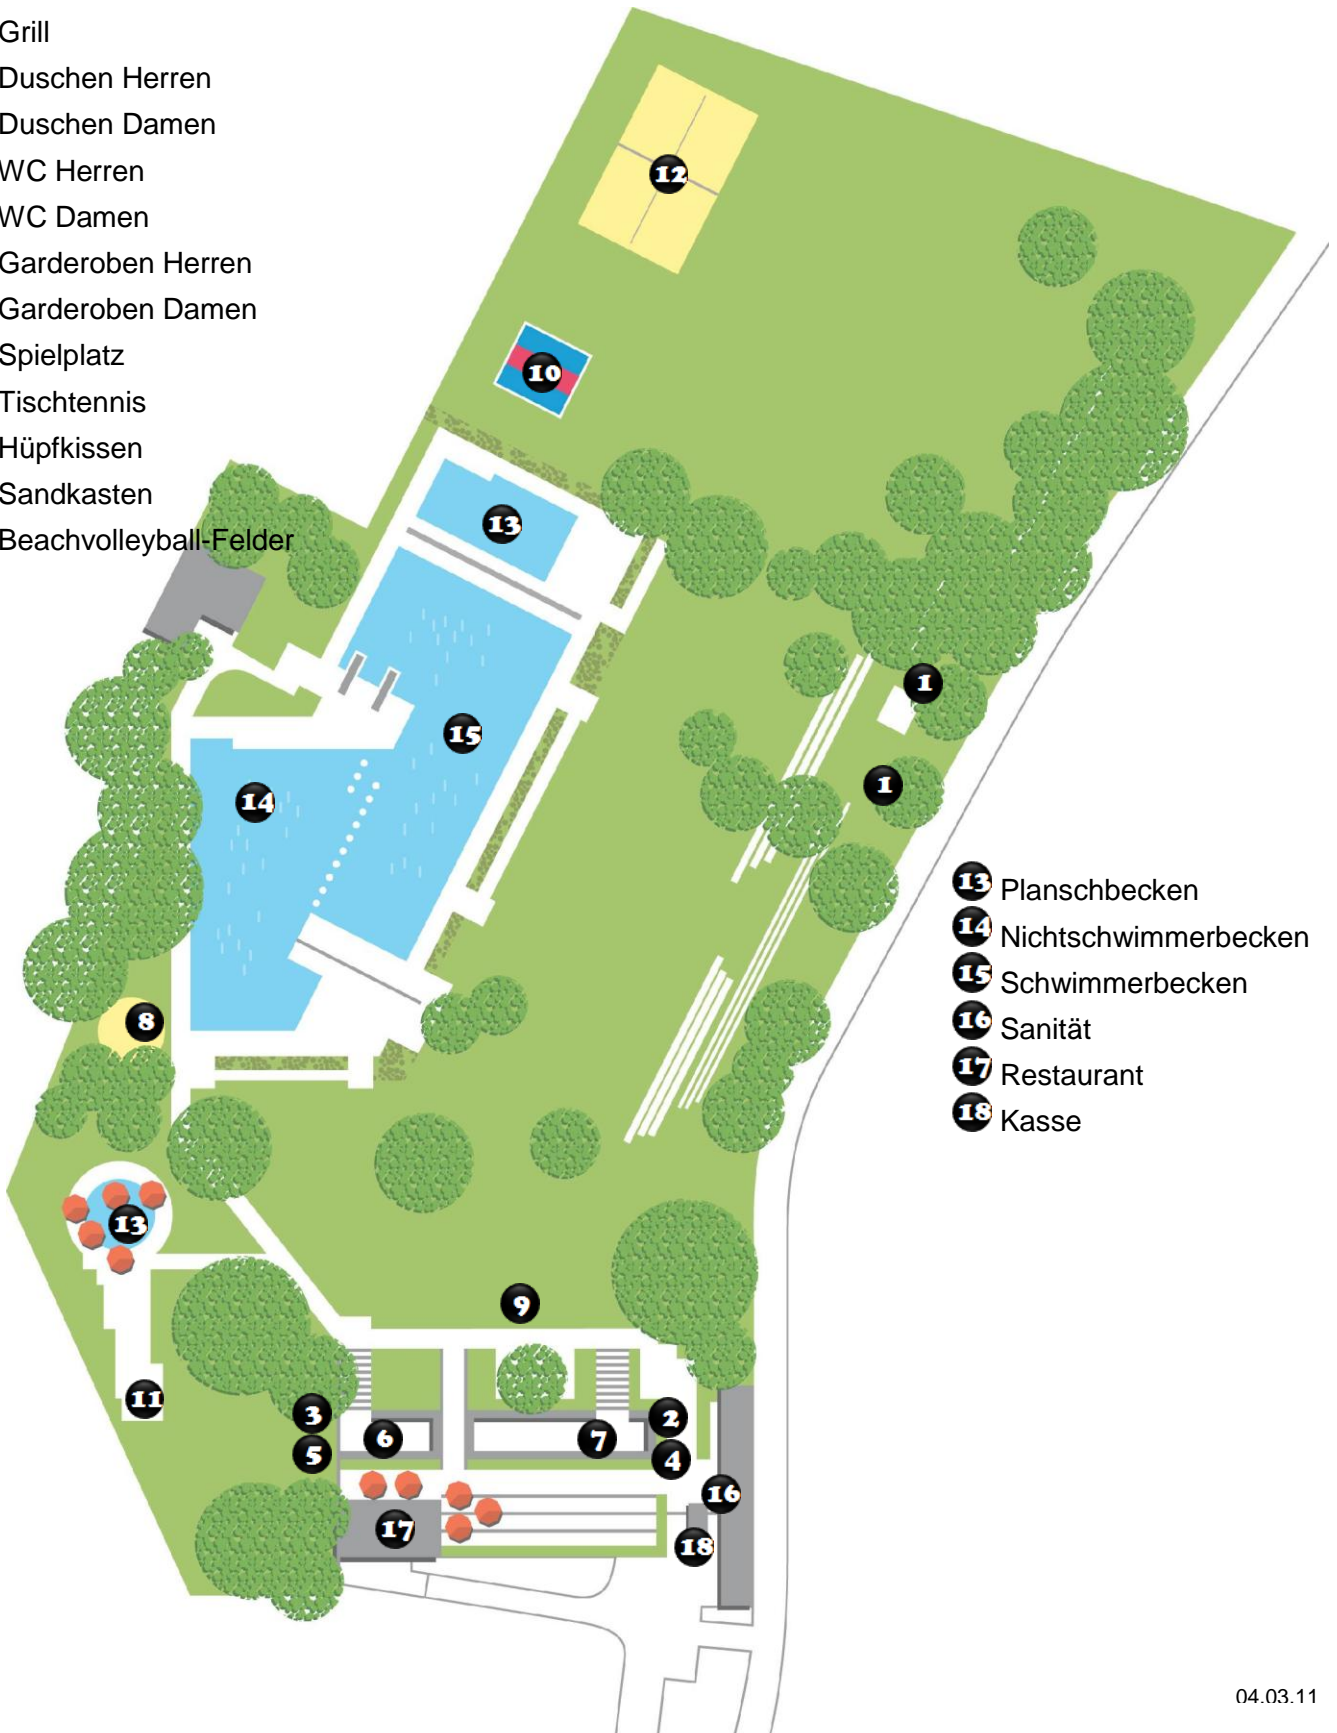 Grill
Duschen Herren
Duschen Damen
WC Herren
WC Damen
Garderoben Herren
Garderoben Damen
Spielplatz
Tischtennis
Hüpfkissen
Sandkasten
Beachvolleyball-Felder
12
10
13
1
15
1
14
13 Planschbecken
14 Nichtschwimmerbecken
15 Schwimmerbecken
16 Sanität
17 Restaurant
18 Kasse
8
13
9
11
3
2
5
6
7
4
16
17
18
04.03.11